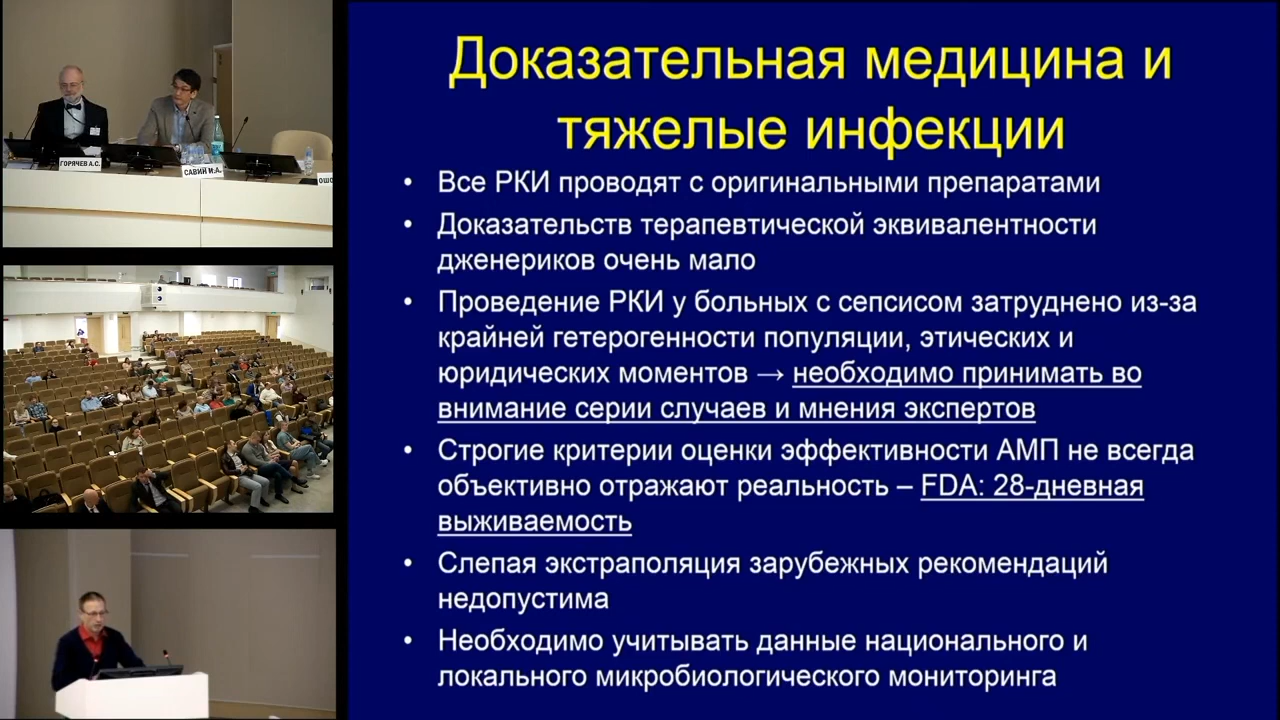 ГОРЯЧЕВ А.С.
САВИН И.А.
ОШО
Доказательная медицина и
тяжелые инфекции
• Все РКИ проводят с оригинальными препаратами
• Доказательств терапевтической эквивалентности
дженериков очень мало
• Проведение РКИ у больных с сепсисом затруднено из-за
крайней гетерогенности популяции, этических и
юридических моментов → необходимо принимать во
внимание серии случаев и мнения экспертов
• Строгие критерии оценки эффективности АМП не всегда
объективно отражают реальность – FDA: 28-дневная
выживаемость
• Слепая экстраполяция зарубежных рекомендаций
недопустима
• Необходимо учитывать данные национального и
локального микробиологического мониторинга